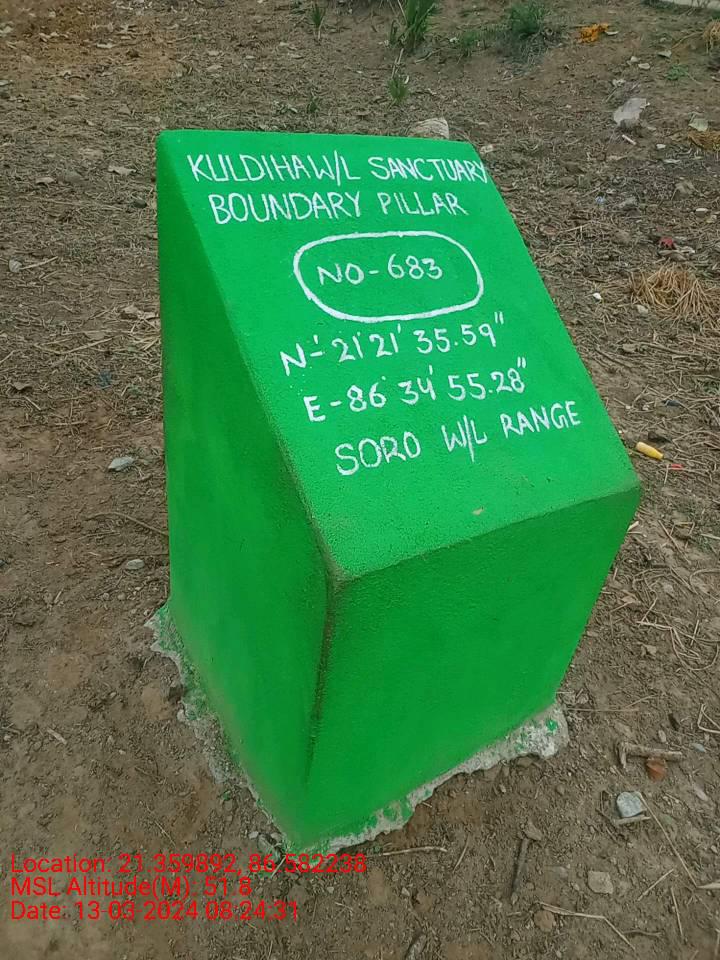 KULDIHA W/L SANCTUARY
BOUNDARY PILLAR
NO-683
N-'21'21' 35.59"
E-86 34' 55.28"
SORO W/L RANGE
Location: 21.359892, 86.582238
MSL Altitude(M): 51.8
Date: 13-03-2024 08:24:31